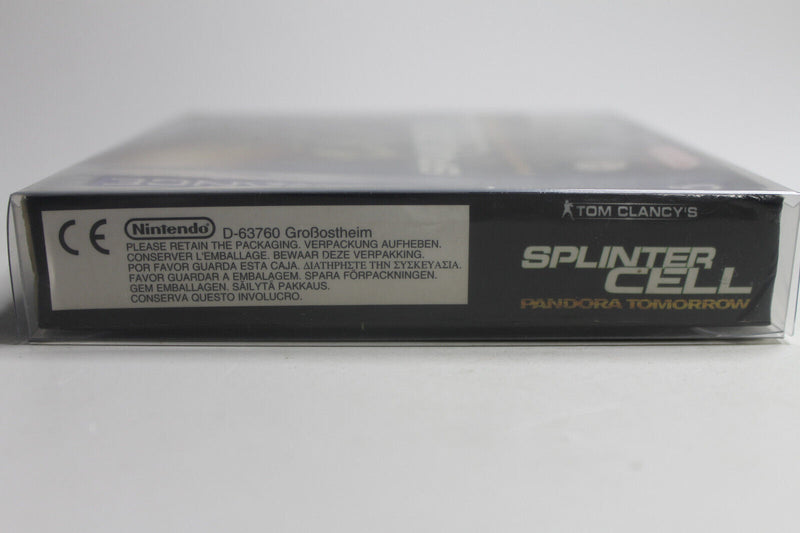 CE
Nintendo D-63760 Großostheim
PLEASE RETAIN THE PACKAGING. VERPACKUNG AUFHEBEN.
CONSERVER L'EMBALLAGE. BEWAAR DEZE VERPAKKING.
POR FAVOR GUARDA ESTA CAJA. ΔΙΑΤΗΡΗΣΤΕ ΤΗΝ ΣΥΣΚΕΥΑΣΙΑ.
FAVOR GUARDAR A EMBALAGEM. SPARA FÖRPACKNINGEN.
GEM EMBALLAGEN. SÄILYTÄ PAKKAUS.
CONSERVA QUESTO INVOLUCRO.
TOM CLANCY'S
SPLINTER
CELL
PANDORA TOMORROW